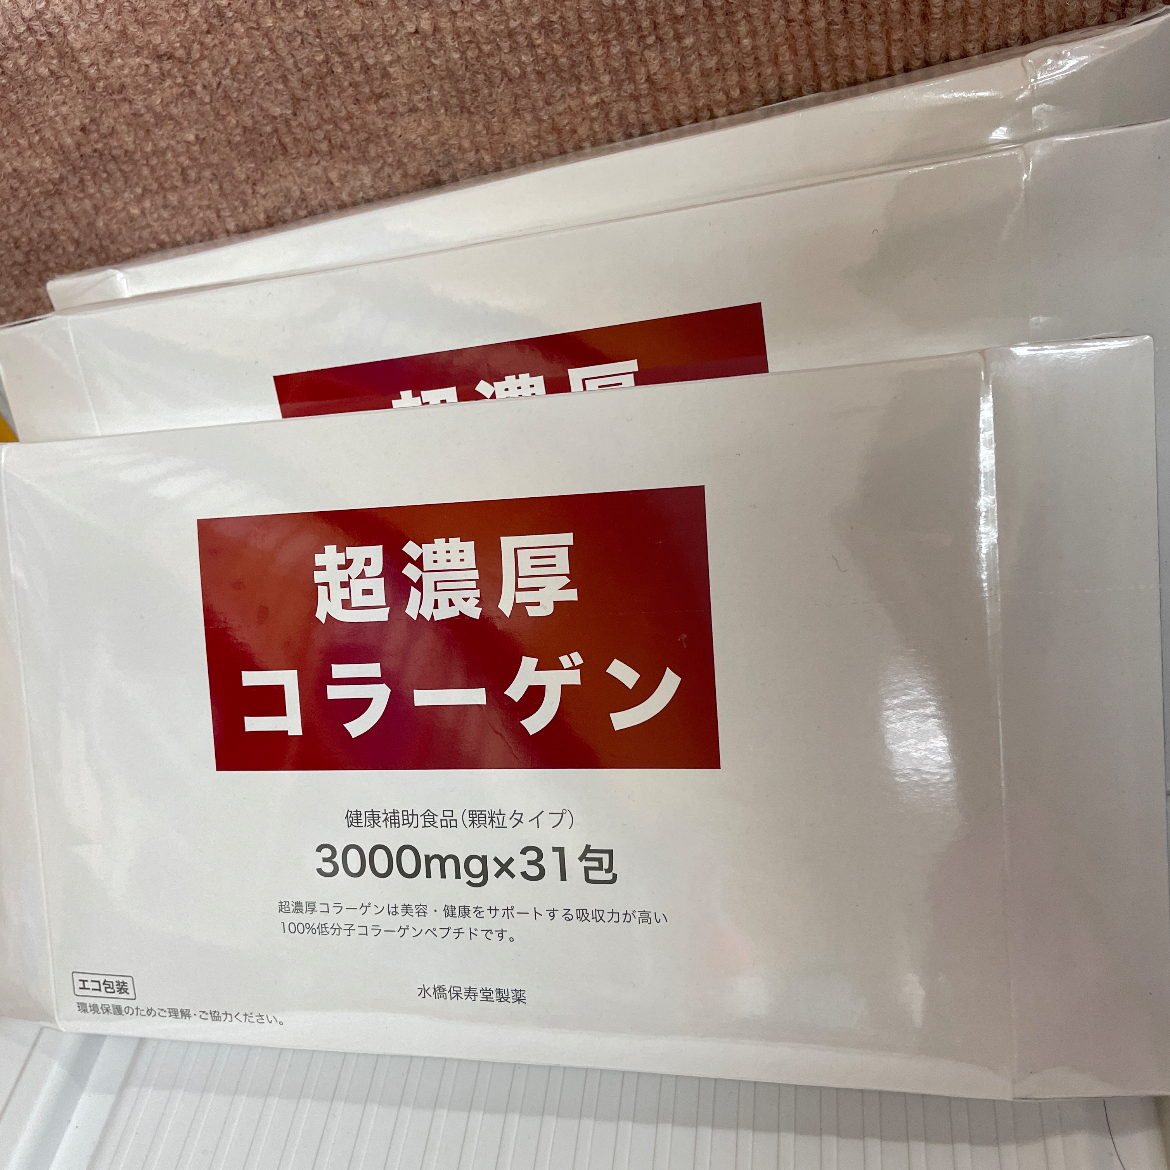 超濃厚
超濃厚
コラーゲン
健康補助食品(顆粒タイプ)
3000mg×31包
超濃厚コラーゲンは美容・健康をサポートする吸収力が高い
100%低分子コラーゲンペプチドです。
エコ包装
環境保護のためご理解・ご協力ください。
水橋保寿堂製薬